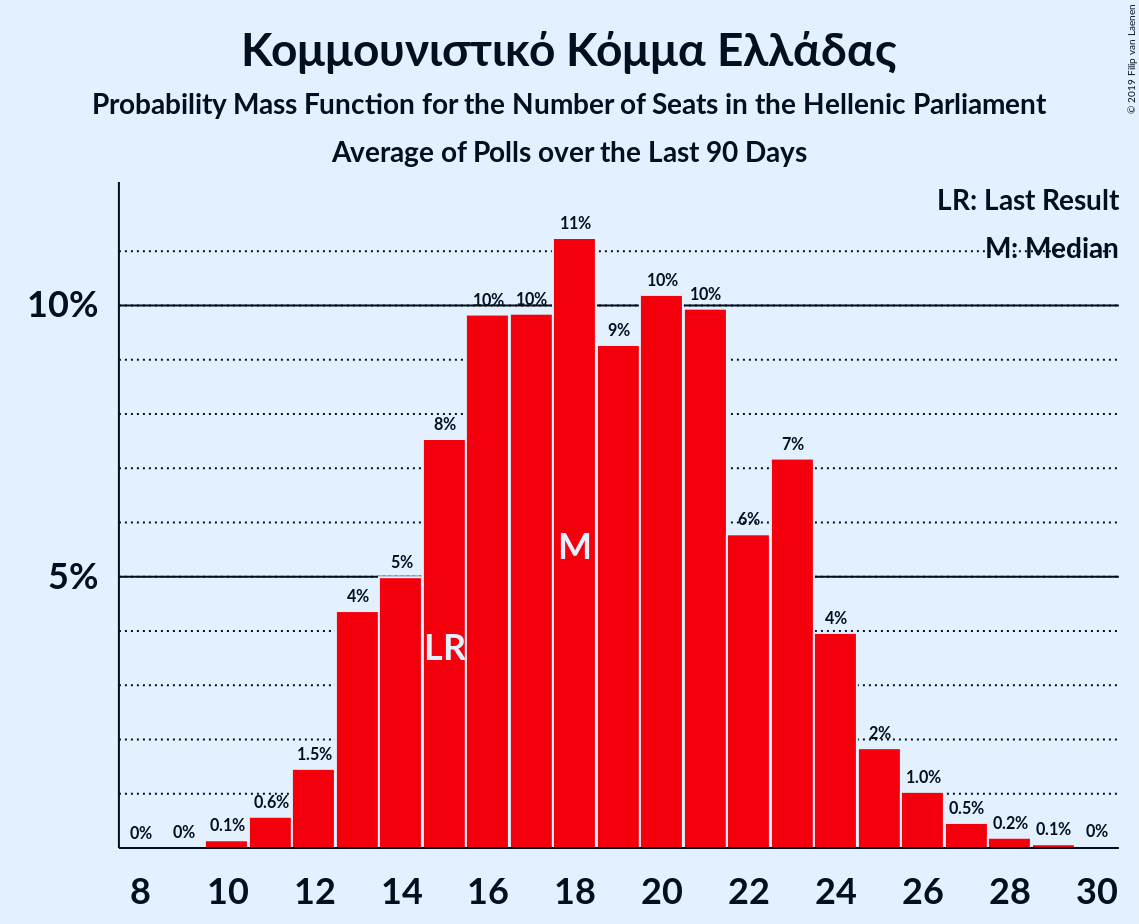 Κομμουνιστικό Κόμμα Ελλάδας
Probability Mass Function for the Number of Seats in the Hellenic Parliament
Average of Polls over the Last 90 Days
© 2019 Filip van Laenen
LR: Last Result
M: Median
10%
5%
0%
0%
0.1%
0.6%
1.5%
4%
5%
8%
10%
10%
11%
9%
10%
10%
6%
7%
4%
2%
1.0%
0.5%
0.2%
0.1%
0%
LR
M
8 10 12 14 16 18 20 22 24 26 28 30